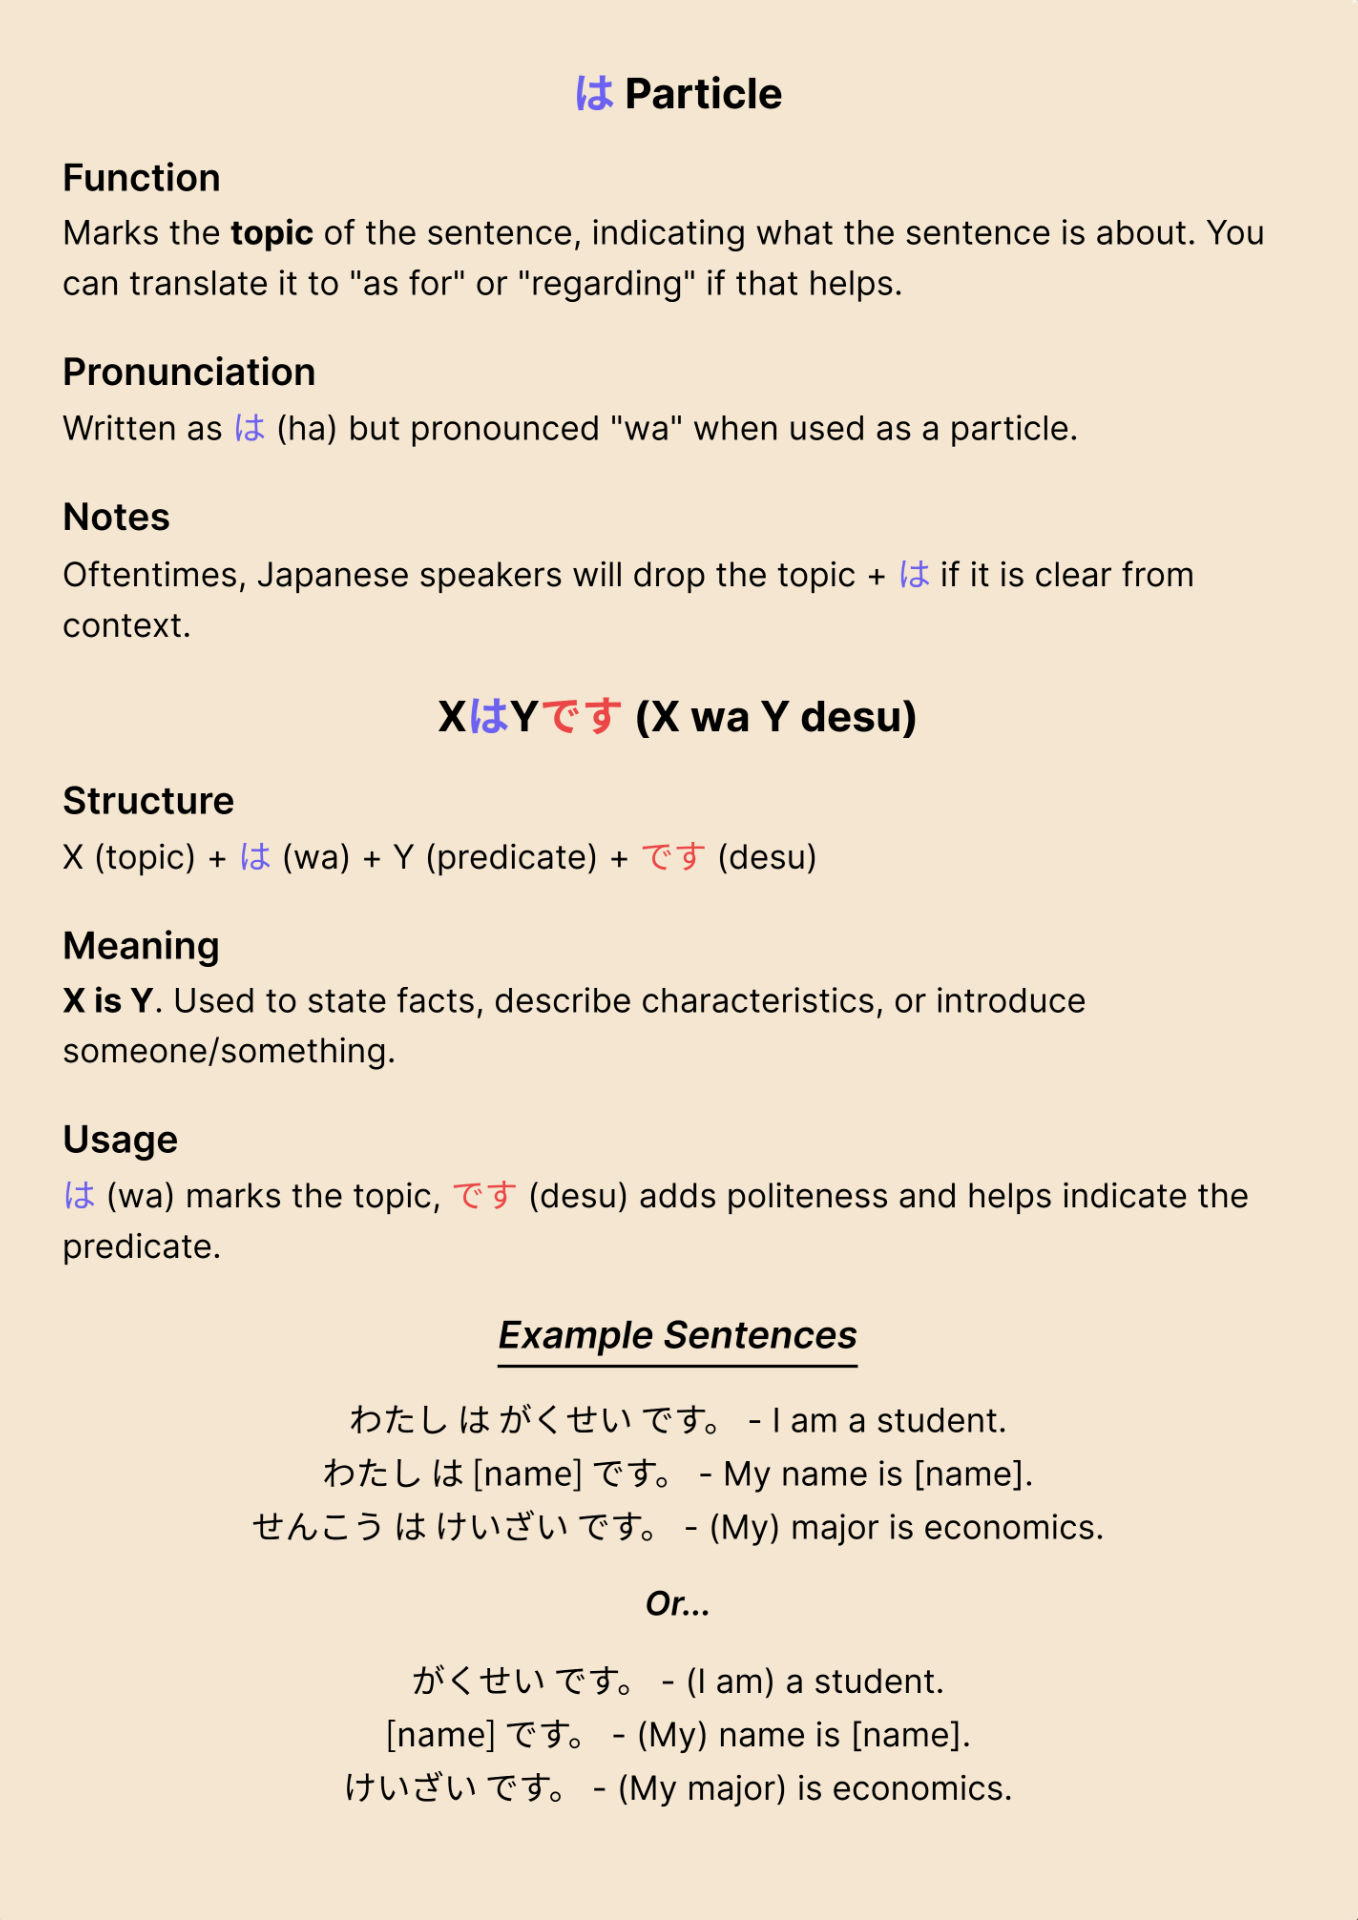 は Particle
Function
Marks the topic of the sentence, indicating what the sentence is about. You
can translate it to "as for" or "regarding" if that helps.
Pronunciation
Written as は (ha) but pronounced "wa" when used as a particle.
Notes
Oftentimes, Japanese speakers will drop the topic + は if it is clear from
context.
XはYです (X wa Y desu)
Structure
X (topic) + は (wa) + Y (predicate) + です (desu)
Meaning
X is Y. Used to state facts, describe characteristics, or introduce
someone/something.
Usage
は (wa) marks the topic, です (desu) adds politeness and helps indicate the
predicate.
Example Sentences
わたし は がくせい です。 - I am a student.
わたし は [name] です。 - My name is [name].
せんこう は けいざい です。 - (My) major is economics.
Or...
がくせい です。 - (I am) a student.
[name] です。 - (My) name is [name].
けいざい です。 - (My major) is economics.